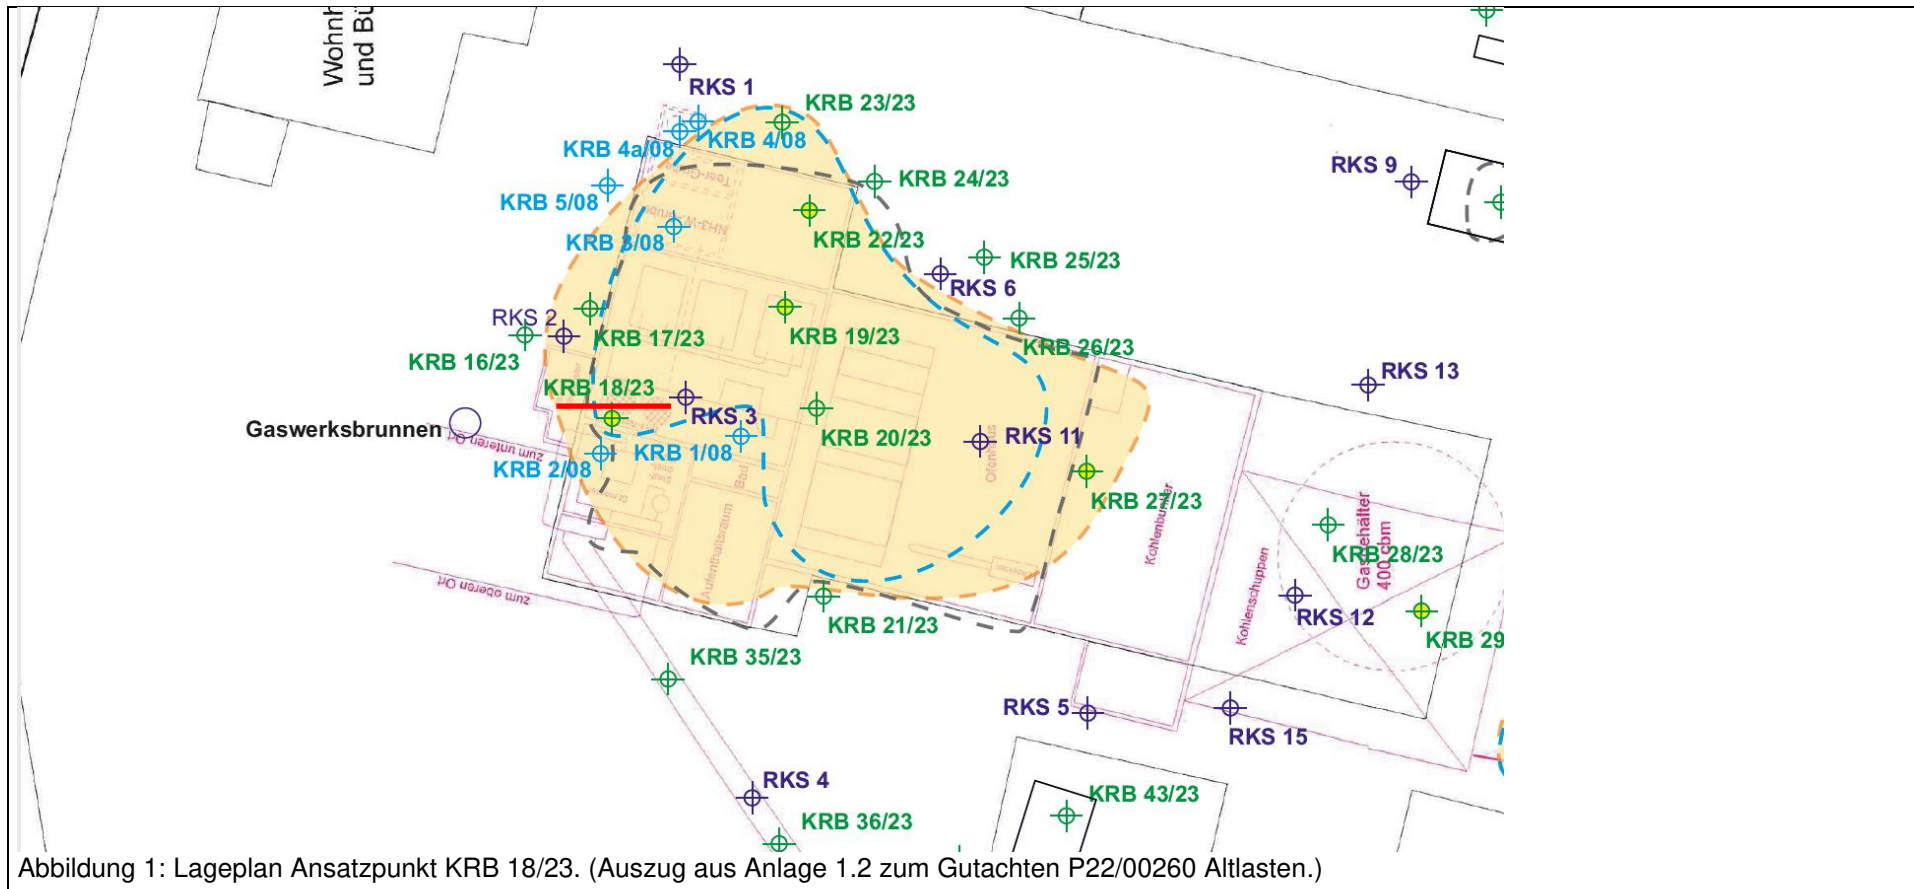 Wohnh
und Bü
RKS 1
KRB 23/23
KRB 4/08
KRB 4a/08
Teer-Grube
KRB 24/23
RKS 9
KRB 5/08
KRB 3/08
KRB 22/23
KRB 25/23
RKS 6
RKS 2
KRB 17/23
KRB 19/23
KRB 16/23
KRB 26/23
RKS 13
KRB 18/23
RKS 3
Gaswerksbrunnen
zum unteren Ort
KRB 1/08
KRB 20/23
RKS 11
KRB 2/08
Bad
Ofenhaus
KRB 27/23
Kohlenbunker
Gasbehälter
400 cbm
KRB 28/23
Aufenthaltsraum
Kohlenschuppen
zum oberen Ort
RKS 12
KRB 21/23
KRB 29
KRB 35/23
RKS 5
RKS 15
RKS 4
KRB 43/23
KRB 36/23
Abbildung 1: Lageplan Ansatzpunkt KRB 18/23. (Auszug aus Anlage 1.2 zum Gutachten P22/00260 Altlasten.)